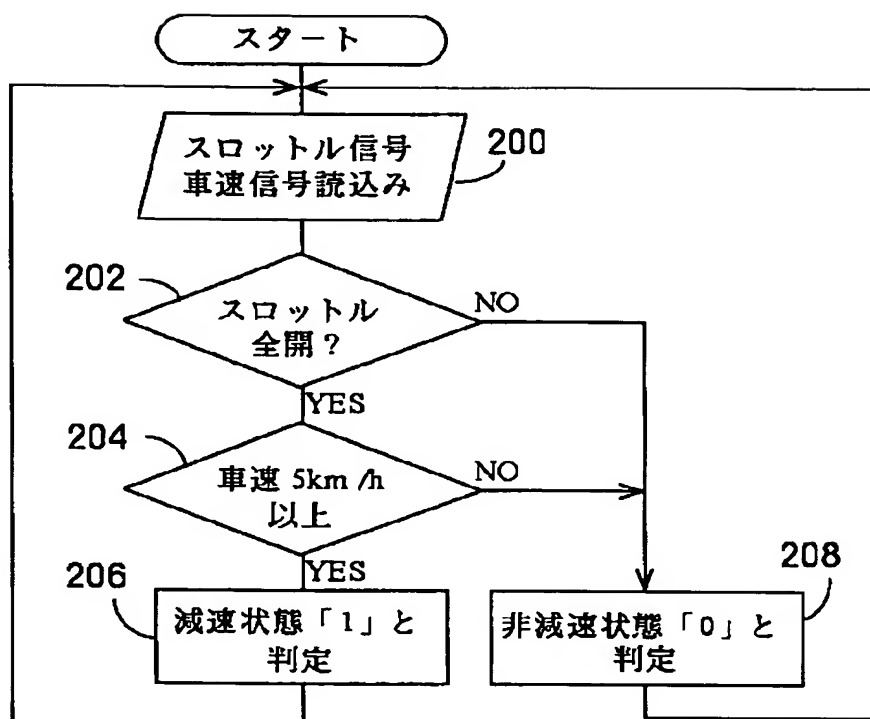 スタート
スロットル信号
車速信号読込み
200
202
スロットル
全開？
NO
YES
204
車速 5km/h
以上
NO
YES
206
減速状態「1」と
判定
208
非減速状態「0」と
判定